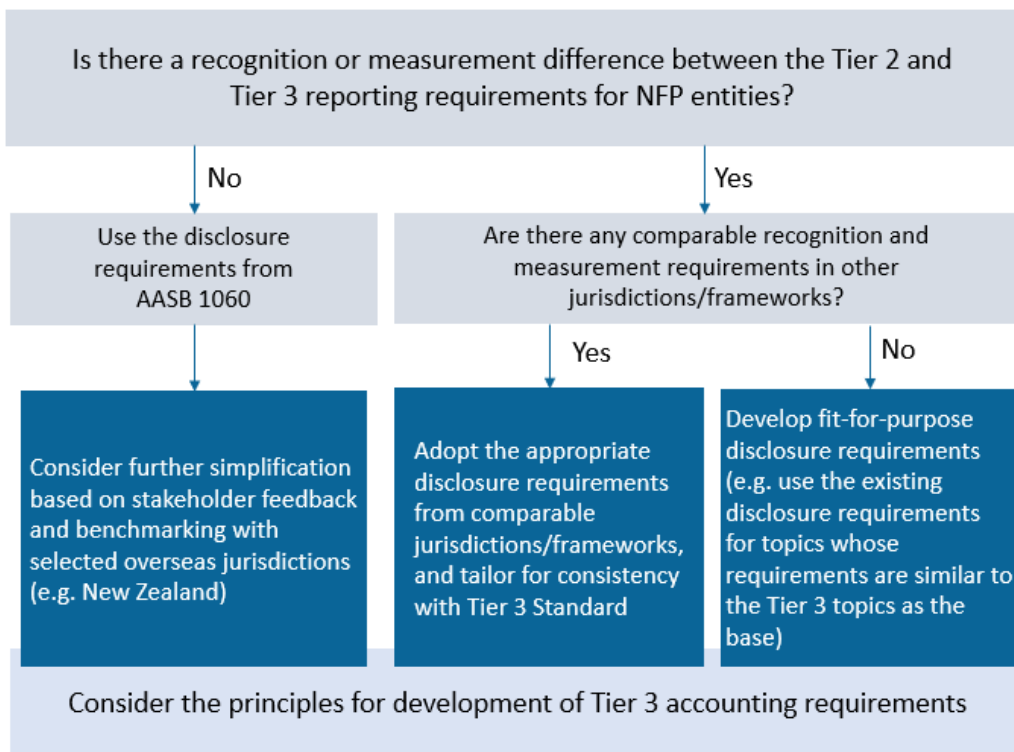 Is there a recognition or measurement difference between the Tier 2 and
Tier 3 reporting requirements for NFP entities?
No
Yes
Use the disclosure
requirements from
AASB 1060
Are there any comparable recognition and
measurement requirements in other
jurisdictions/frameworks?
Yes
No
Consider further simplification
based on stakeholder feedback
and benchmarking with
selected overseas jurisdictions
(e.g. New Zealand)
Adopt the appropriate
disclosure requirements
from comparable
jurisdictions/frameworks,
and tailor for consistency
with Tier 3 Standard
Develop fit-for-purpose
disclosure requirements
(e.g. use the existing
disclosure requirements
for topics whose
requirements are similar to
the Tier 3 topics as the
base)
Consider the principles for development of Tier 3 accounting requirements